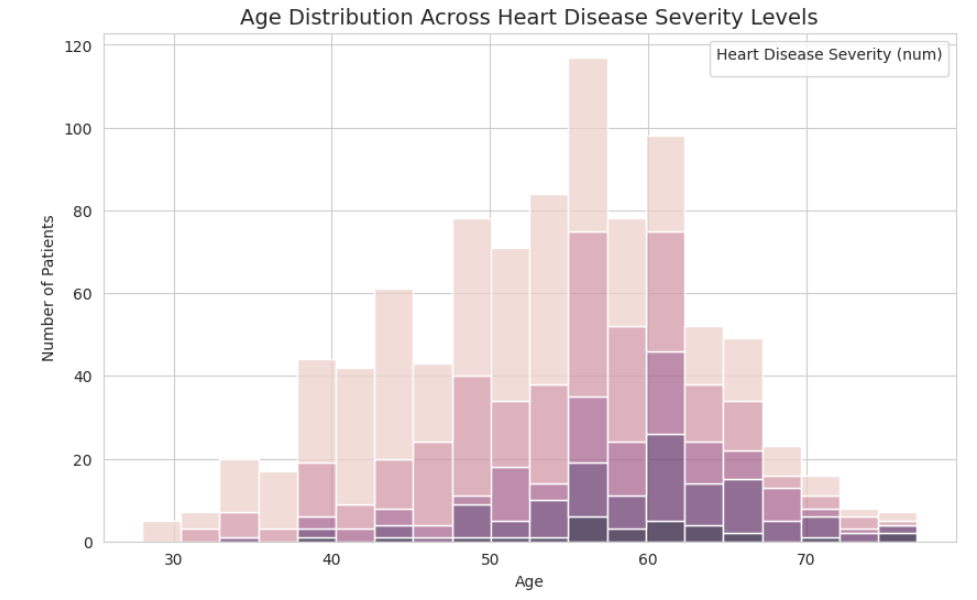 Age Distribution Across Heart Disease Severity Levels
Heart Disease Severity (num)
120
100
80
60
40
20
0
Number of Patients
30 40 50 60 70
Age